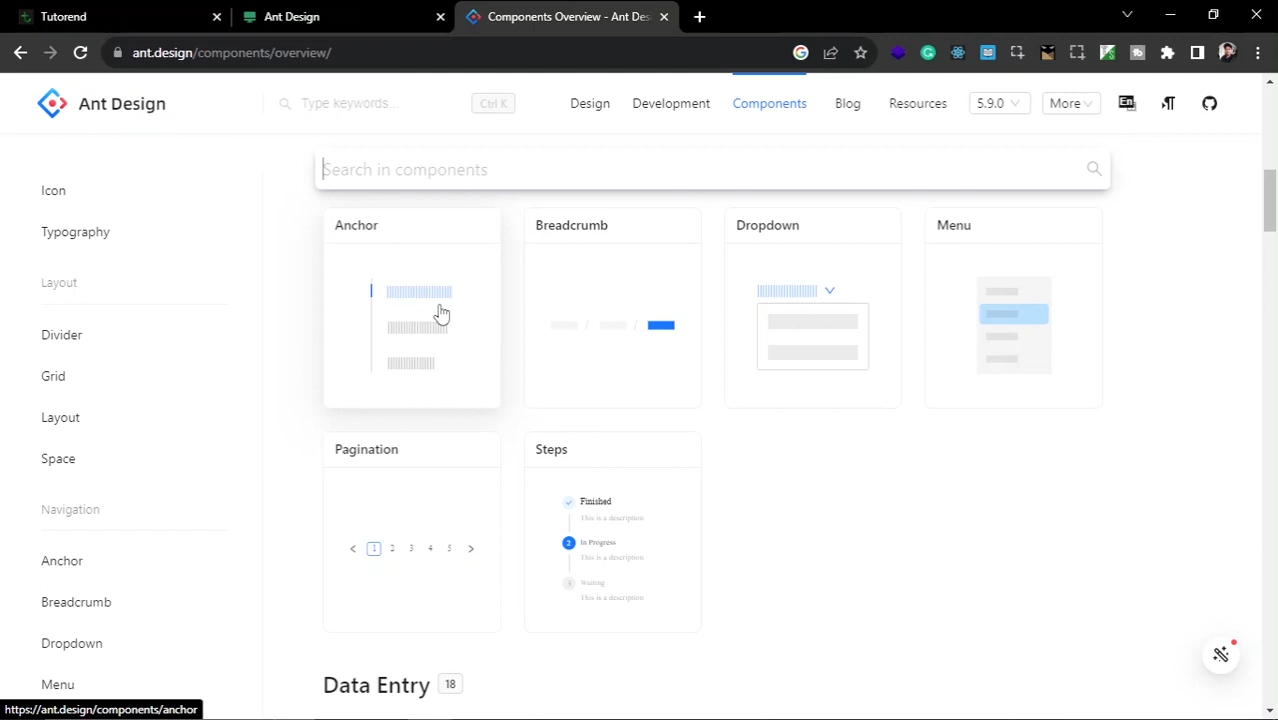 Tutorend
Ant Design
Components Overview - Ant Des
ant.design/components/overview/
Ant Design
Type keywords...
Ctrl K
Design
Development
Components
Blog
Resources
5.9.0
More
En
Search in components
Icon
Typography
Layout
Divider
Grid
Layout
Space
Navigation
Anchor
Breadcrumb
Dropdown
Menu
Anchor
Breadcrumb
Dropdown
Menu
Pagination
1 2 3 4 5
Steps
Finished
This is a description
2 In Progress
This is a description
3 Waiting
This is a description
Data Entry 18
https://ant.design/components/anchor